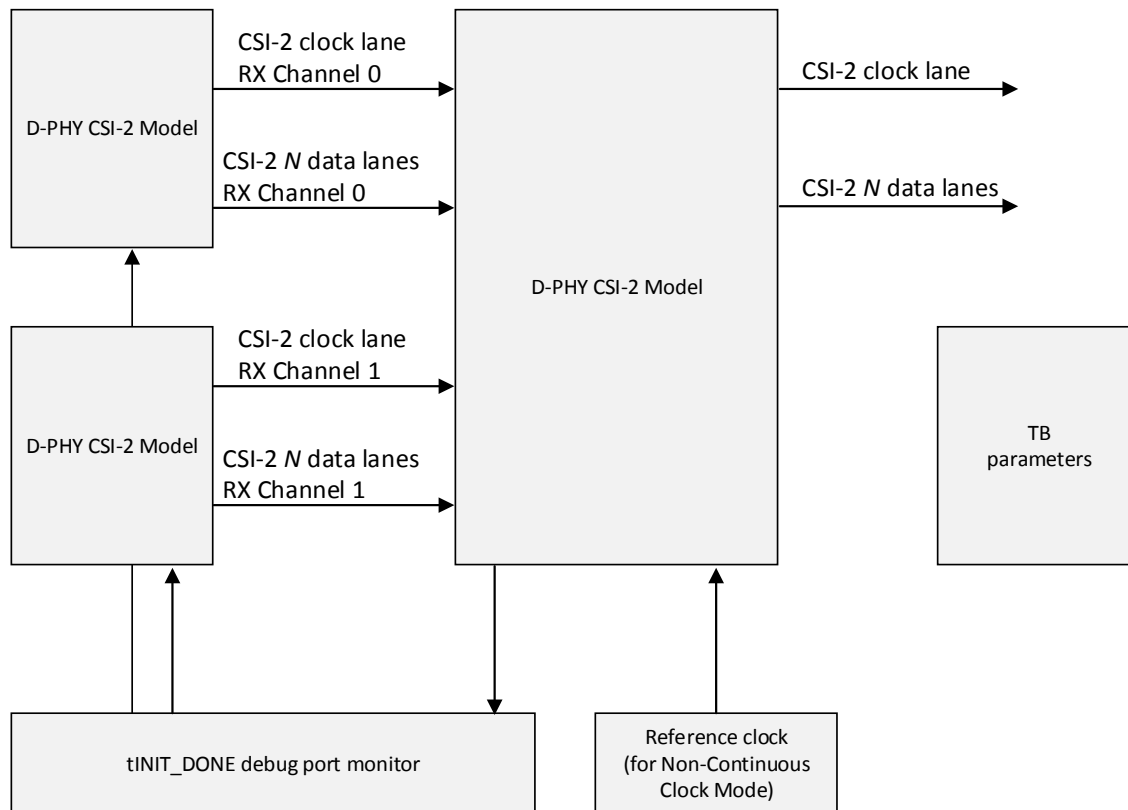 CSI-2 clock lane
RX Channel 0
D-PHY CSI-2 Model
CSI-2 N data lanes
RX Channel 0
CSI-2 clock lane
CSI-2 N data lanes
D-PHY CSI-2 Model
CSI-2 clock lane
RX Channel 1
D-PHY CSI-2 Model
CSI-2 N data lanes
RX Channel 1
TB
parameters
tINIT_DONE debug port monitor
Reference clock
(for Non-Continuous
Clock Mode)